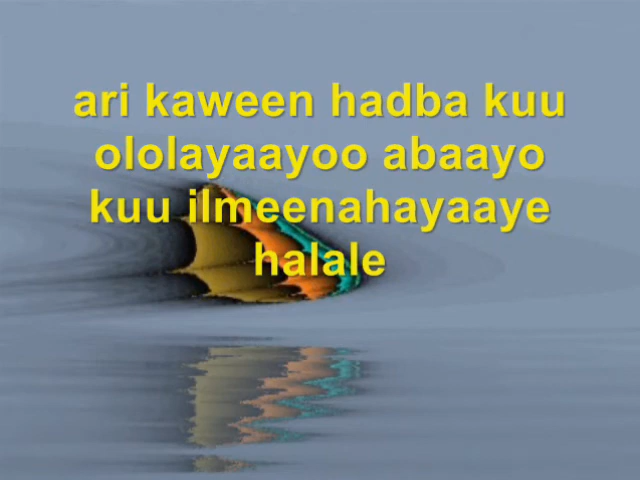 ari kaween hadba kuu
ololayaayoo abaayo
kuu ilmeenahayaaye
halale